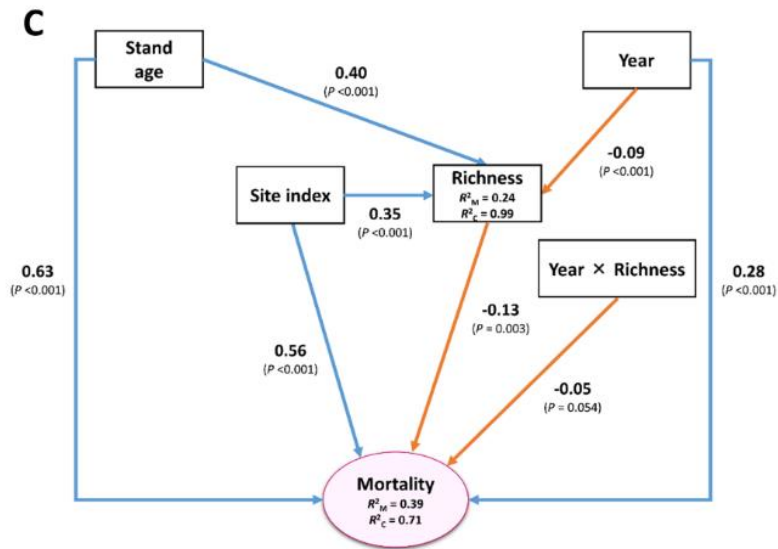 C
Stand
age
Year
0.40
(P <0.001)
-0.09
(P <0.001)
Richness
R²M = 0.24
R²C = 0.99
Site index
0.35
(P <0.001)
Year × Richness
0.63
(P <0.001)
0.28
(P <0.001)
-0.13
(P = 0.003)
0.56
(P <0.001)
-0.05
(P = 0.054)
Mortality
R²M = 0.39
R²C = 0.71